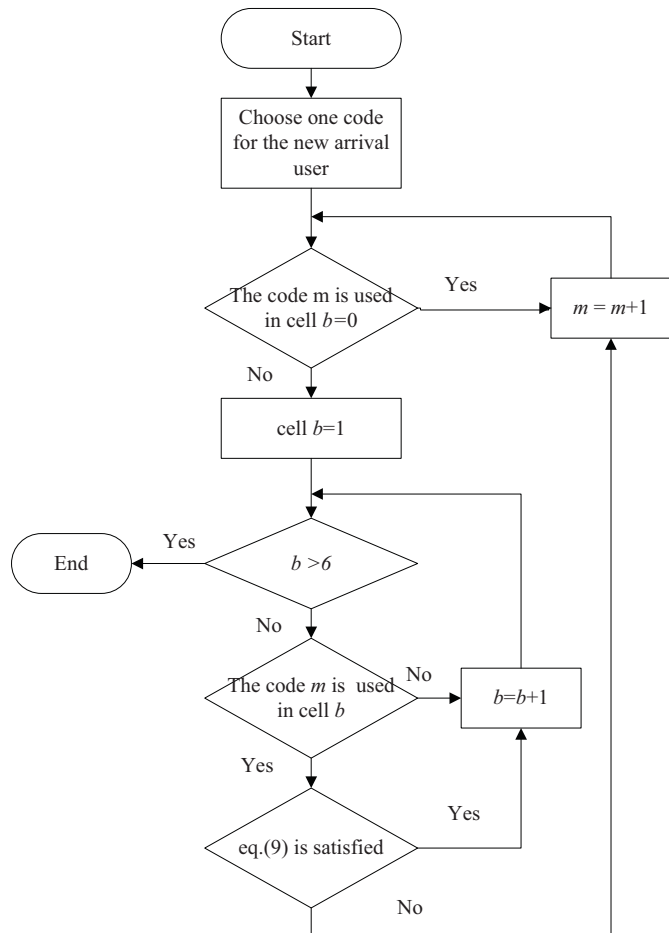 Start
Choose one code
for the new arrival
user
The code m is used
in cell b=0
Yes
m = m+1
No
cell b=1
Yes
End
b >6
No
The code m is used
in cell b
No
b=b+1
Yes
Yes
eq.(9) is satisfied
No